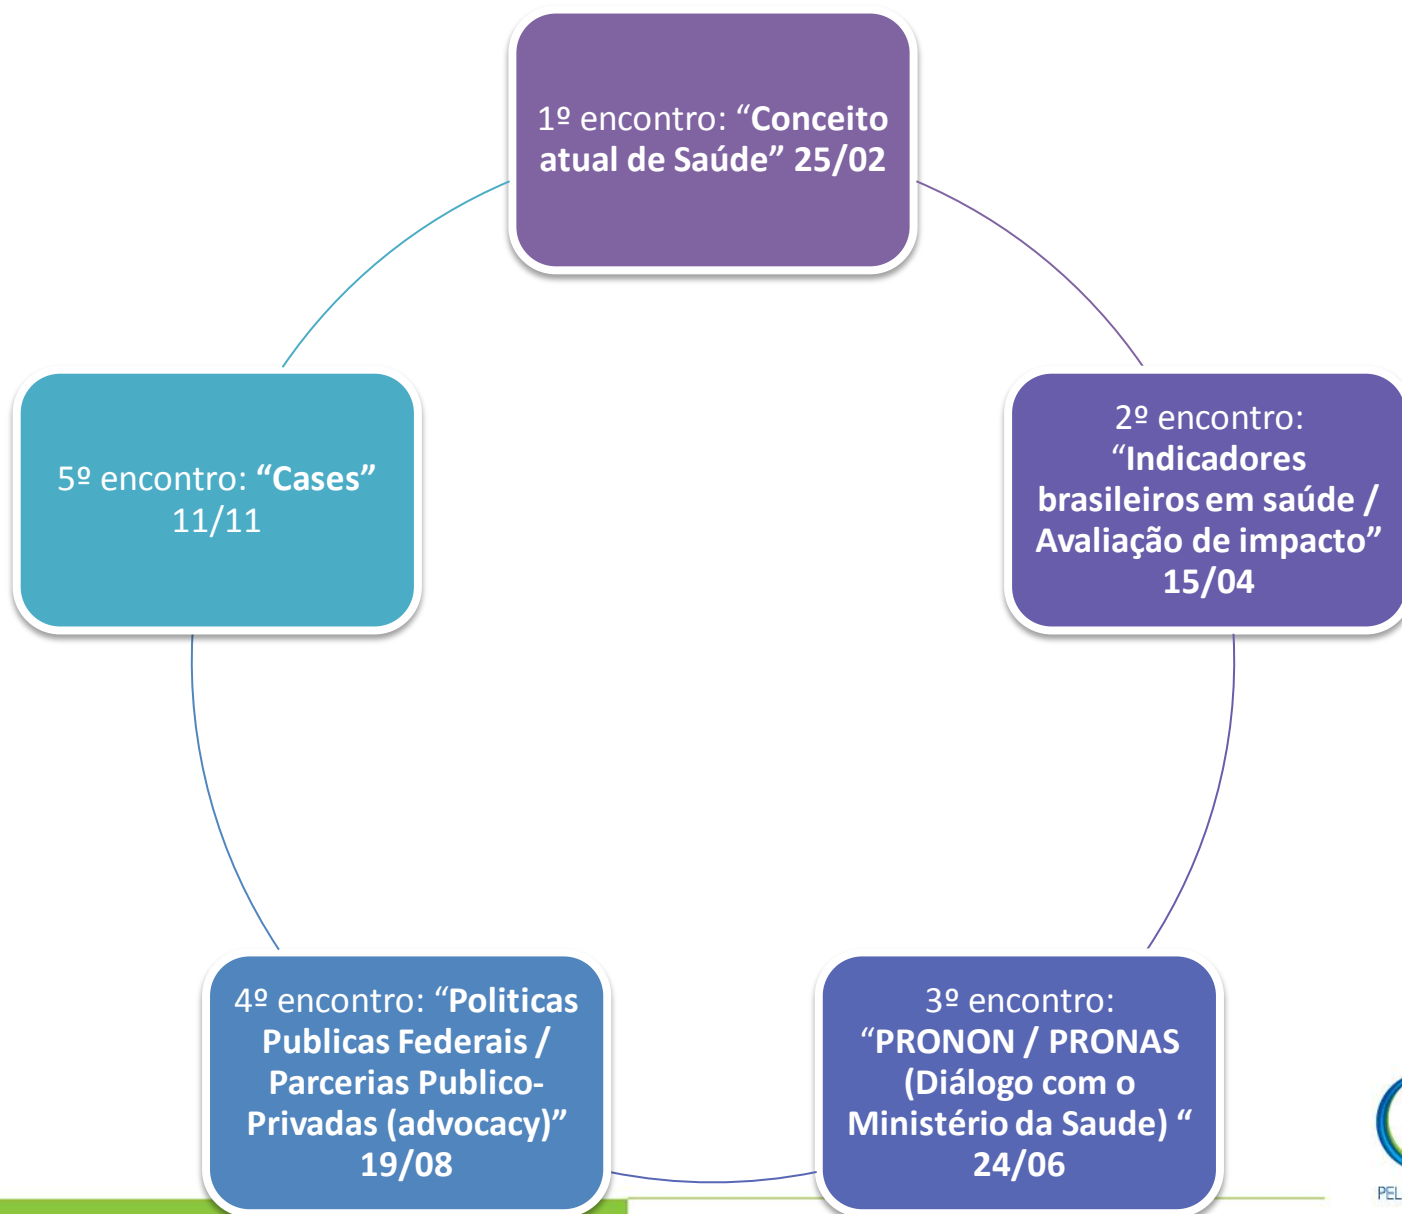 1º encontro: “Conceito
atual de Saúde” 25/02
2º encontro:
“Indicadores
brasileiros em saúde /
Avaliação de impacto”
15/04
3º encontro:
“PRONON / PRONAS
(Diálogo com o
Ministério da Saude) “
24/06
4º encontro: “Politicas
Publicas Federais /
Parcerias Publico-
Privadas (advocacy)”
19/08
5º encontro: “Cases”
11/11
PEL